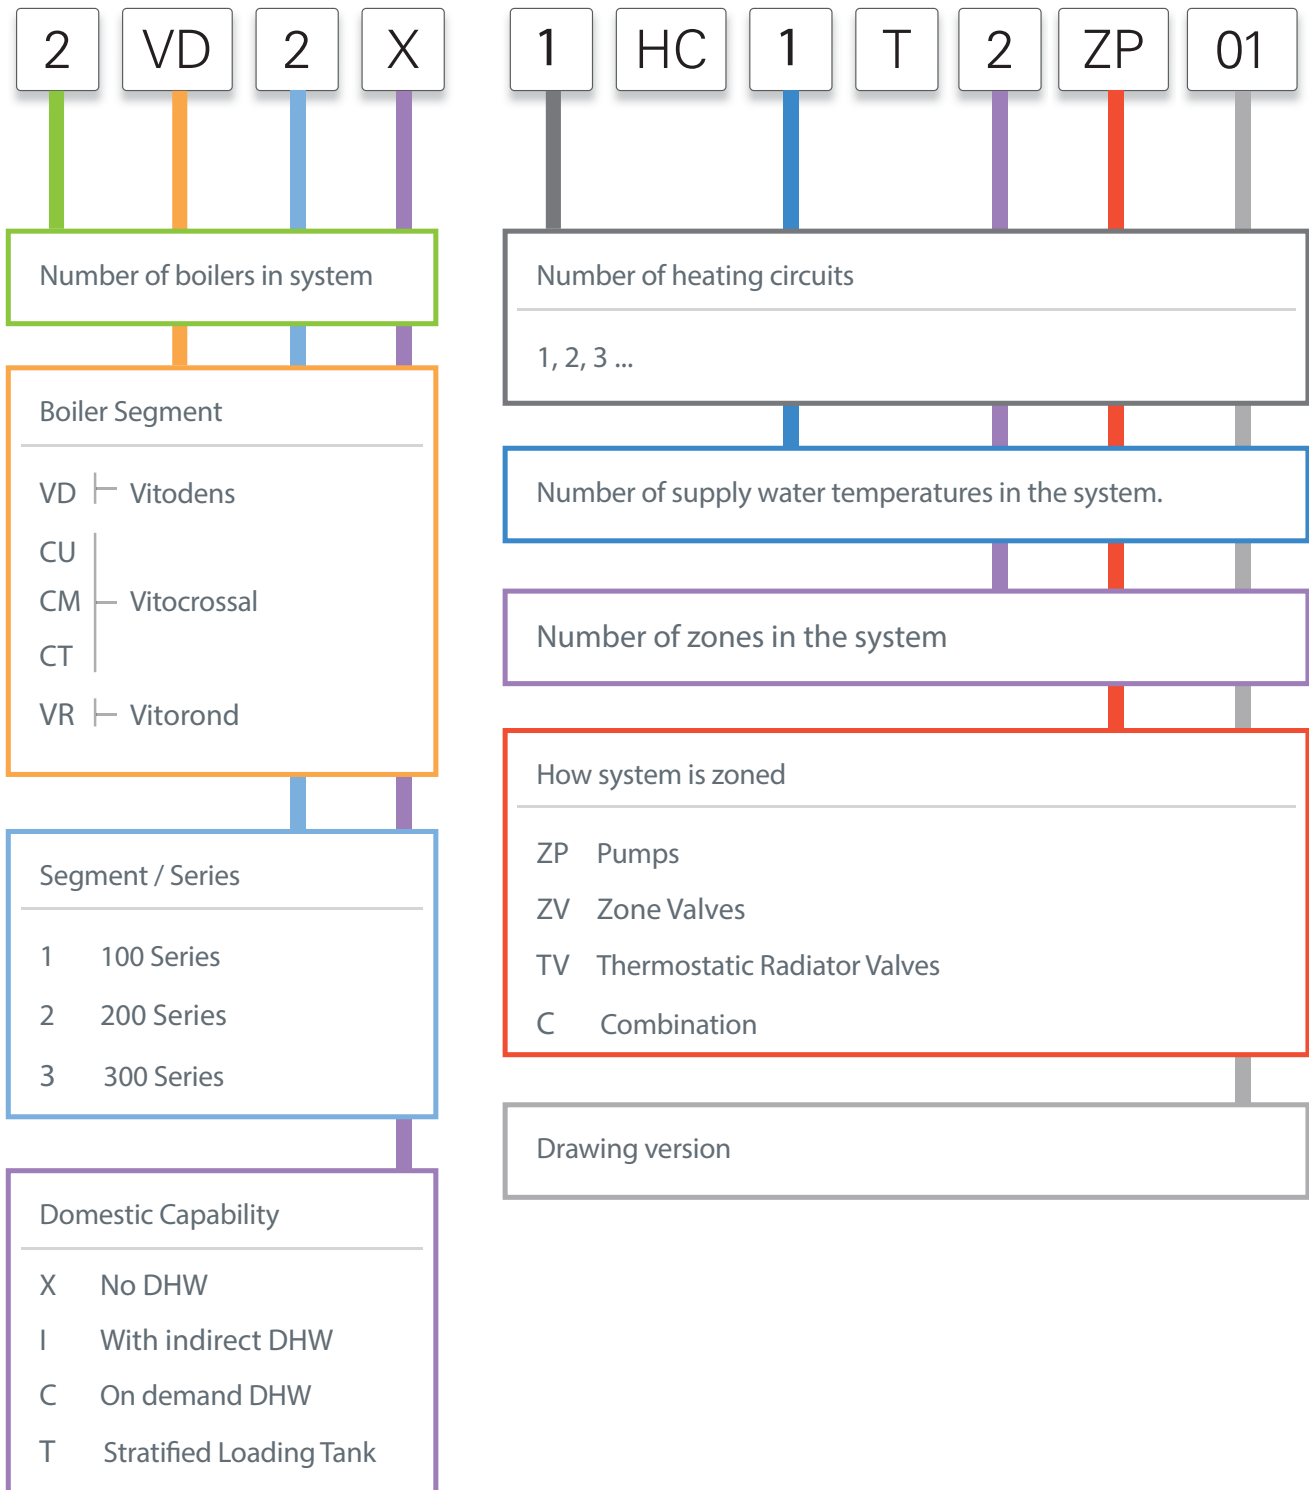 2 VD 2 X 1 HC 1 T 2 ZP 01
Number of boilers in system
Boiler Segment
VD Vitodens
CU
CM Vitocrossal
CT
VR Vitorond
Segment / Series
1 100 Series
2 200 Series
3 300 Series
Domestic Capability
X No DHW
I With indirect DHW
C On demand DHW
T Stratified Loading Tank
Number of heating circuits
1, 2, 3 ...
Number of supply water temperatures in the system.
Number of zones in the system
How system is zoned
ZP Pumps
ZV Zone Valves
TV Thermostatic Radiator Valves
C Combination
Drawing version